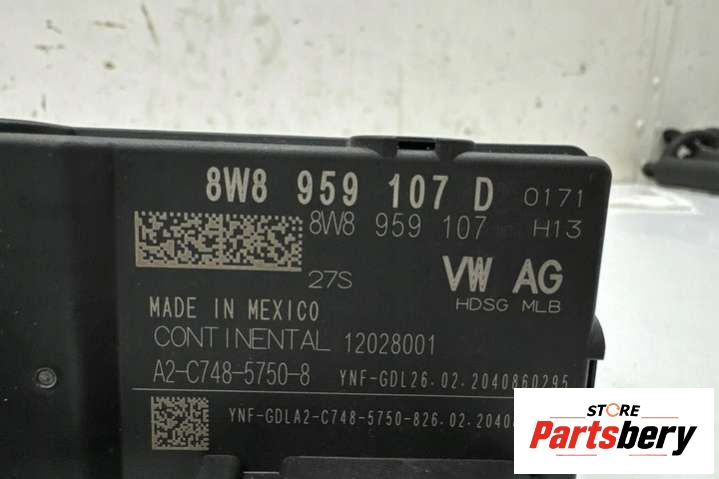 8W8 959 107 D 0171
8W8 959 107 H13
27S VW AG
HDSG MLB
MADE IN MEXICO
CONTINENTAL 12028001
A2-C748-5750-8 YNF-GDL26.02.2040860295
YNF-GDLA2-C748-5750-826.02.2040
STORE
Partsbery